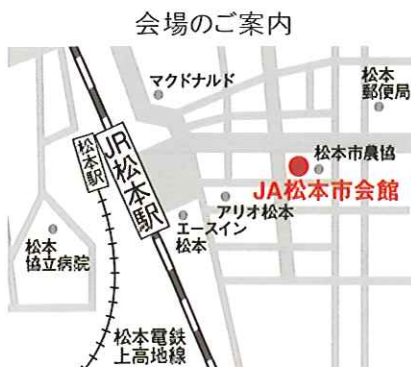 会場のご案内
マクドナルド
松本
郵便局
松本駅
JR松本駅
松本市農協
JA松本市会館
アリオ松本
エースイン
松本
松本
協立病院
松本電鉄
上高地線